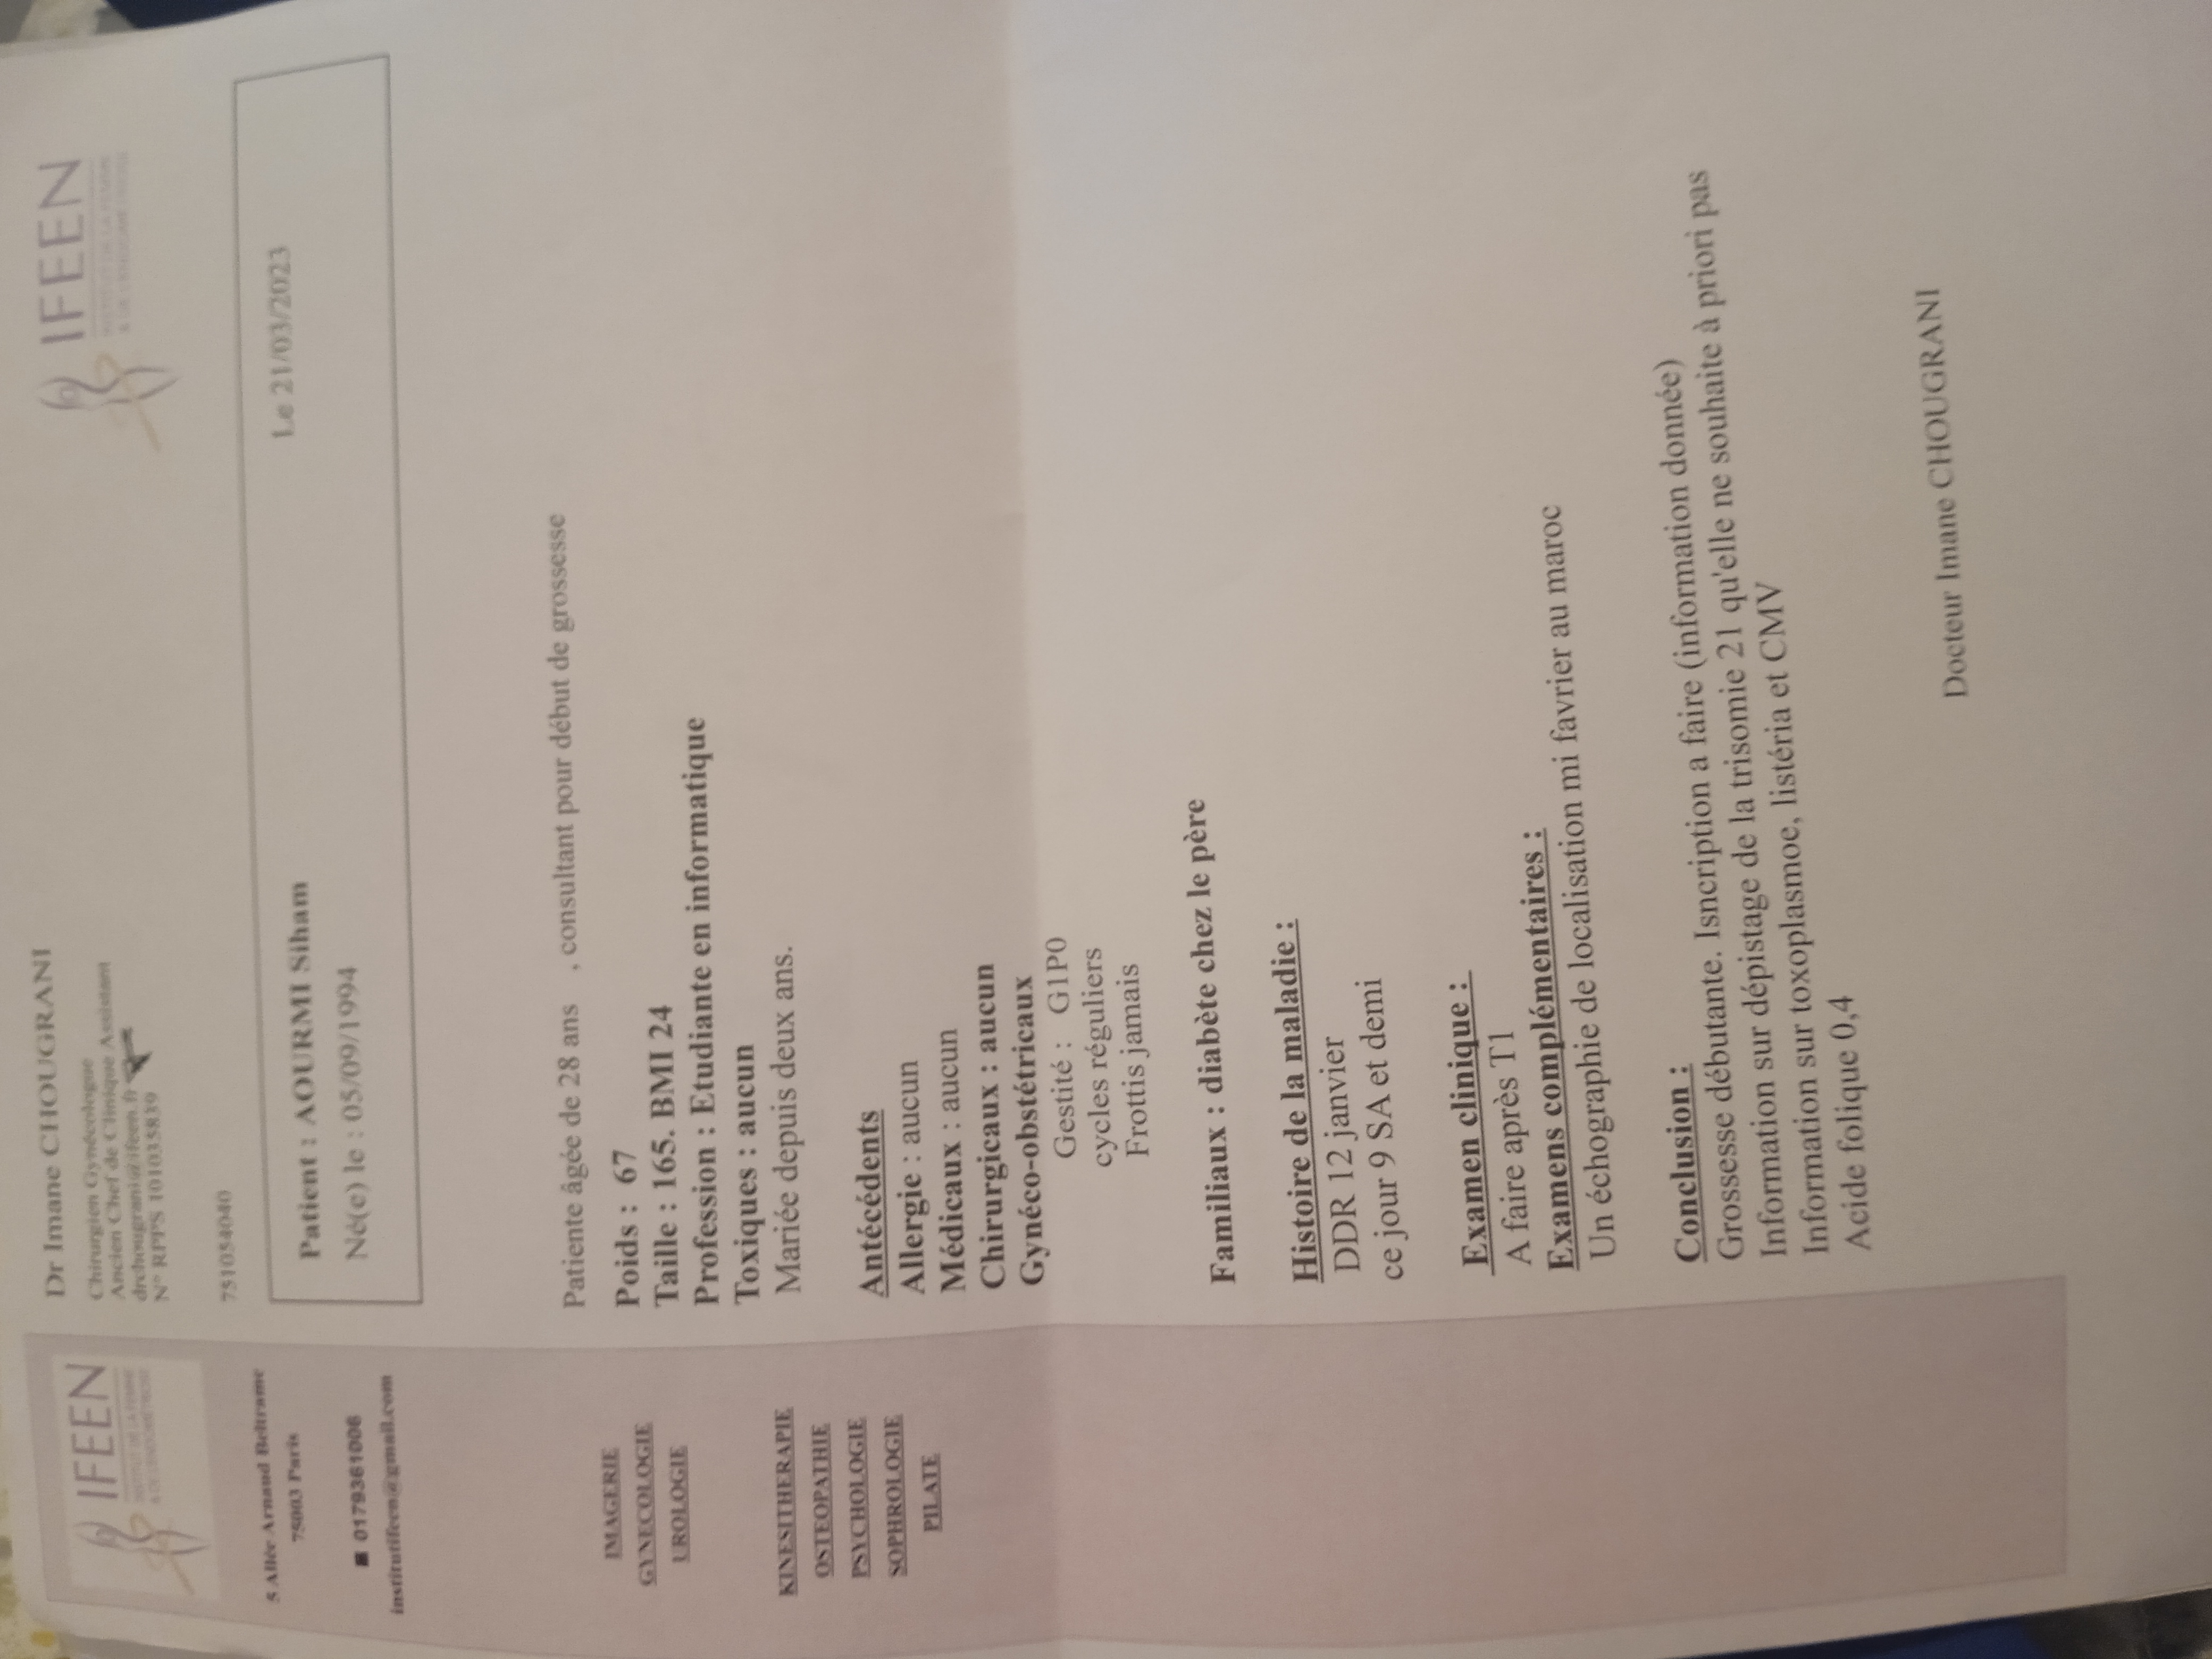 IFEEN
5 Allée Arnaud Beltrame
75003 Paris
0179361006
institutifeen@gmail.com
IMAGERIE
GYNECOLOGIE
UROLOGIE
KINESITHERAPIE
OSTEOPATHIE
PSYCHOLOGIE
SOPHROLOGIE
PILATE
Dr Imane CHOUGRANI
Chirurgien Gynécologue
Ancien Chef de Clinique Assistant
drchougrani@ifeen.fr
N° RPPS 101035839
751054040
IFEEN
Patient : AOURMI Siham
Le 21/03/2023
Né(e) le : 05/09/1994
Patiente âgée de 28 ans , consultant pour début de grossesse
Poids : 67
Taille : 165. BMI 24
Profession : Etudiante en informatique
Toxiques : aucun
Mariée depuis deux ans.
Antécédents
Allergie : aucun
Médicaux : aucun
Chirurgicaux : aucun
Gynéco-obstétricaux
Gestité : G1P0
cycles réguliers
Frottis jamais
Familiaux : diabète chez le père
Histoire de la maladie :
DDR 12 janvier
ce jour 9 SA et demi
Examen clinique :
A faire après T1
Examens complémentaires :
Un échographie de localisation mi favrier au maroc
Conclusion :
Grossesse débutante. Isncription a faire (information donnée)
Information sur dépistage de la trisomie 21 qu'elle ne souhaite à priori pas
Information sur toxoplasmoe, listéria et CMV
Acide folique 0,4
Docteur Imane CHOUGRANI